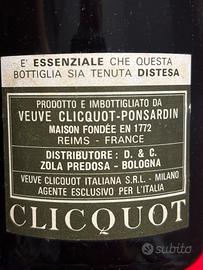 E' ESSENZIALE CHE QUESTA
BOTTIGLIA SIA TENUTA DISTESA
PRODOTTO E IMBOTTIGLIATO DA
VEUVE CLICQUOT-PONSARDIN
MAISON FONDÉE EN 1772
REIMS - FRANCE
DISTRIBUTORE : D. & C.
ZOLA PREDOSA - BOLOGNA
VEUVE CLICQUOT ITALIANA S.R.L. - MILANO
AGENTE ESCLUSIVO PER L'ITALIA
CLICQUOT
subito